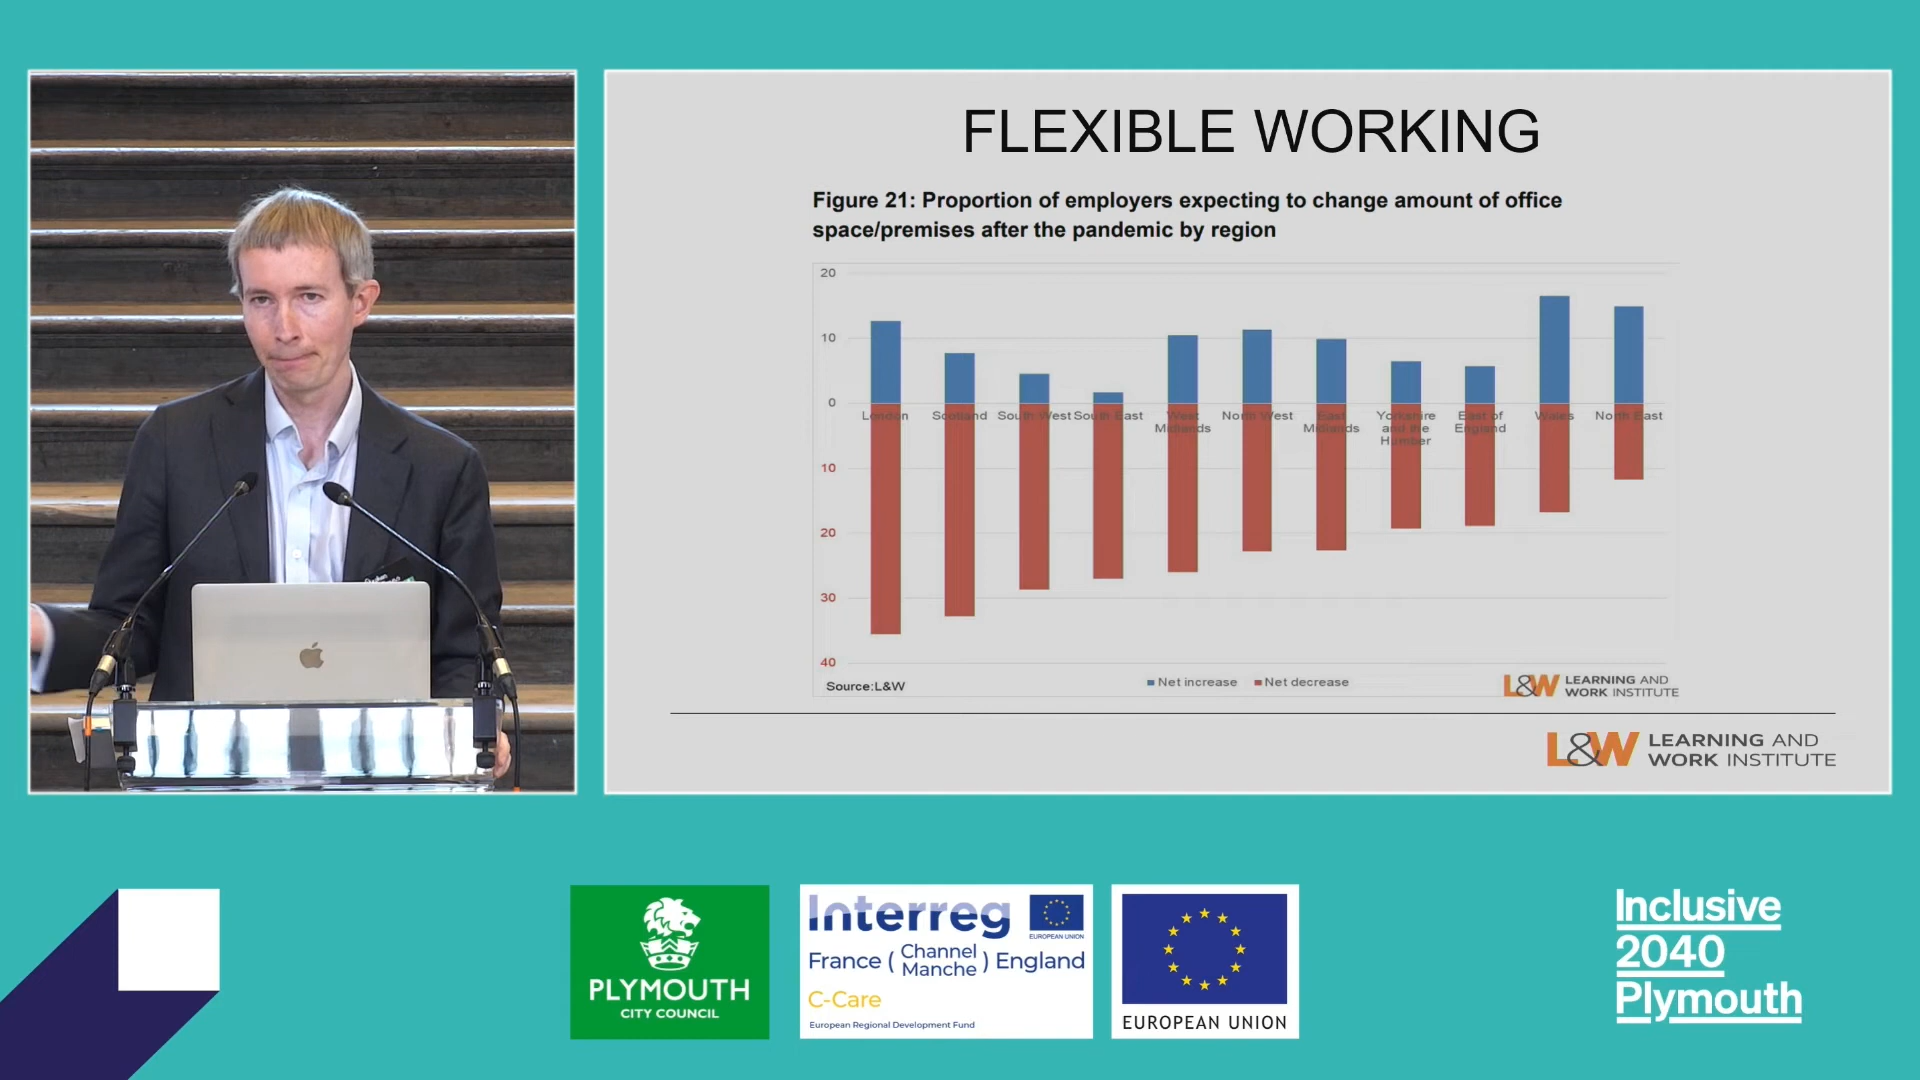 FLEXIBLE WORKING
Figure 21: Proportion of employers expecting to change amount of office
space/premises after the pandemic by region
20
10
0
10
20
30
40
London
Scotland
South West
South East
West
Midlands
North West
East
Midlands
Yorkshire
and the
Humber
East of
England
Wales
North East
Source:L&W
Net increase
Net decrease
L&W LEARNING AND
WORK INSTITUTE
L&W LEARNING AND
WORK INSTITUTE
PLYMOUTH
CITY COUNCIL
Interreg
EUROPEAN UNION
France ( Channel
Manche ) England
C-Care
European Regional Development Fund
EUROPEAN UNION
Inclusive
2040
Plymouth